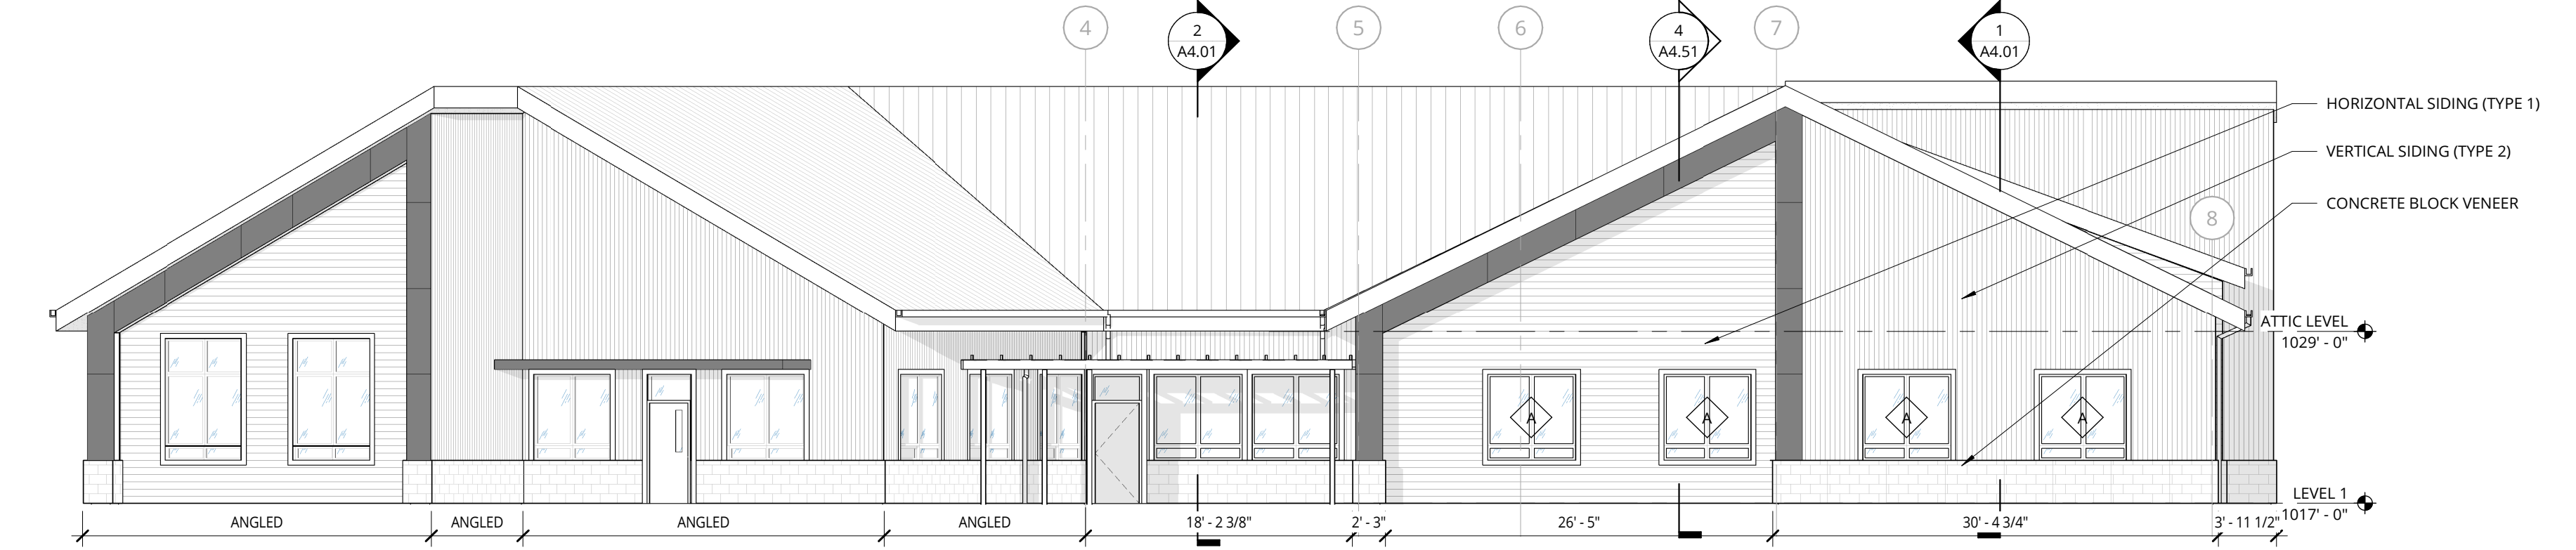 4
2
A4.01
5
6
4
A4.51
7
1
A4.01
HORIZONTAL SIDING (TYPE 1)
VERTICAL SIDING (TYPE 2)
CONCRETE BLOCK VENEER
8
ATTIC LEVEL
1029' - 0"
A
A
A
A
LEVEL 1
1017' - 0"
ANGLED
ANGLED
ANGLED
ANGLED
18' - 2 3/8"
2' - 3"
26' - 5"
30' - 4 3/4"
3' - 11 1/2"